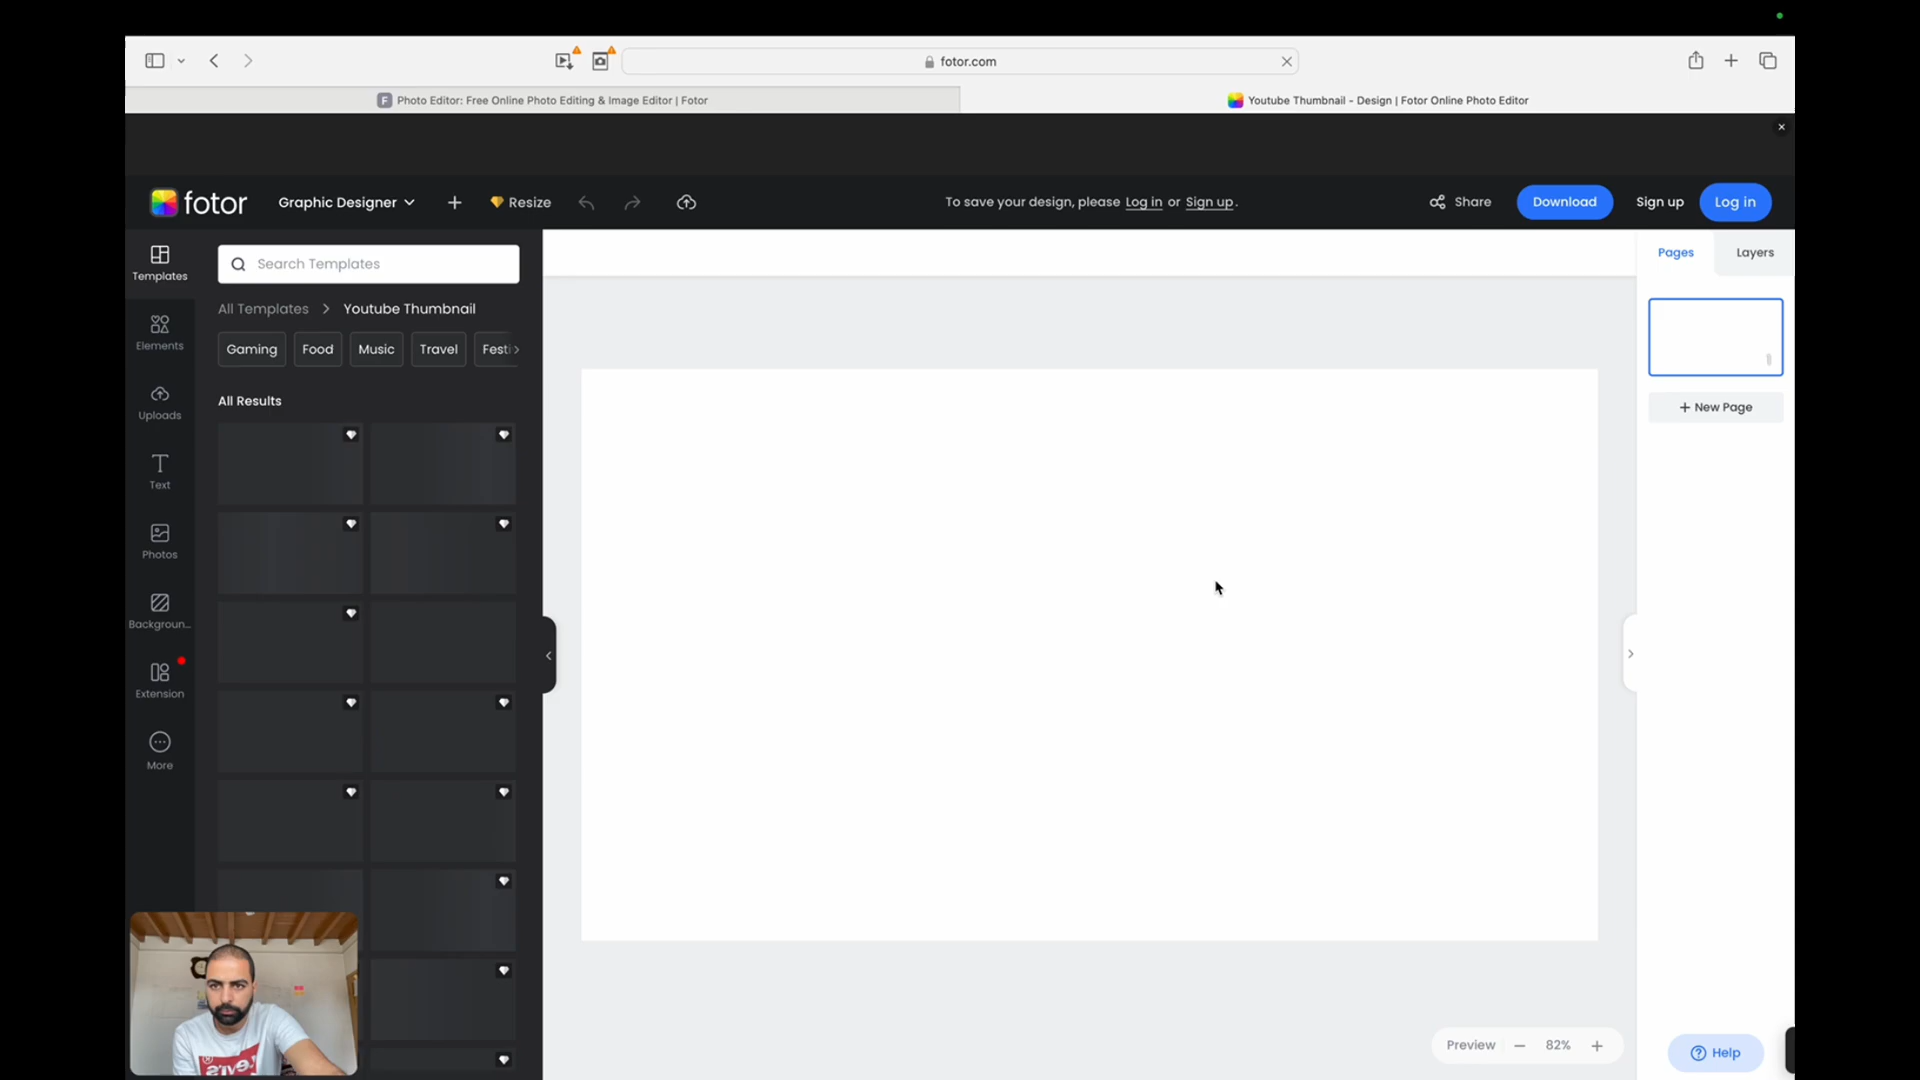 fotor.com
F Photo Editor: Free Online Photo Editing & Image Editor | Fotor
Youtube Thumbnail - Design | Fotor Online Photo Editor
fotor
Graphic Designer
Resize
To save your design, please Log in or Sign up.
Share
Download
Sign up
Log in
Templates
Elements
Uploads
Text
Photos
Backgroun...
Extension
More
Search Templates
All Templates > Youtube Thumbnail
Gaming Food Music Travel Festi
All Results
Pages Layers
+ New Page
Preview − 82% +
Help
Levi's